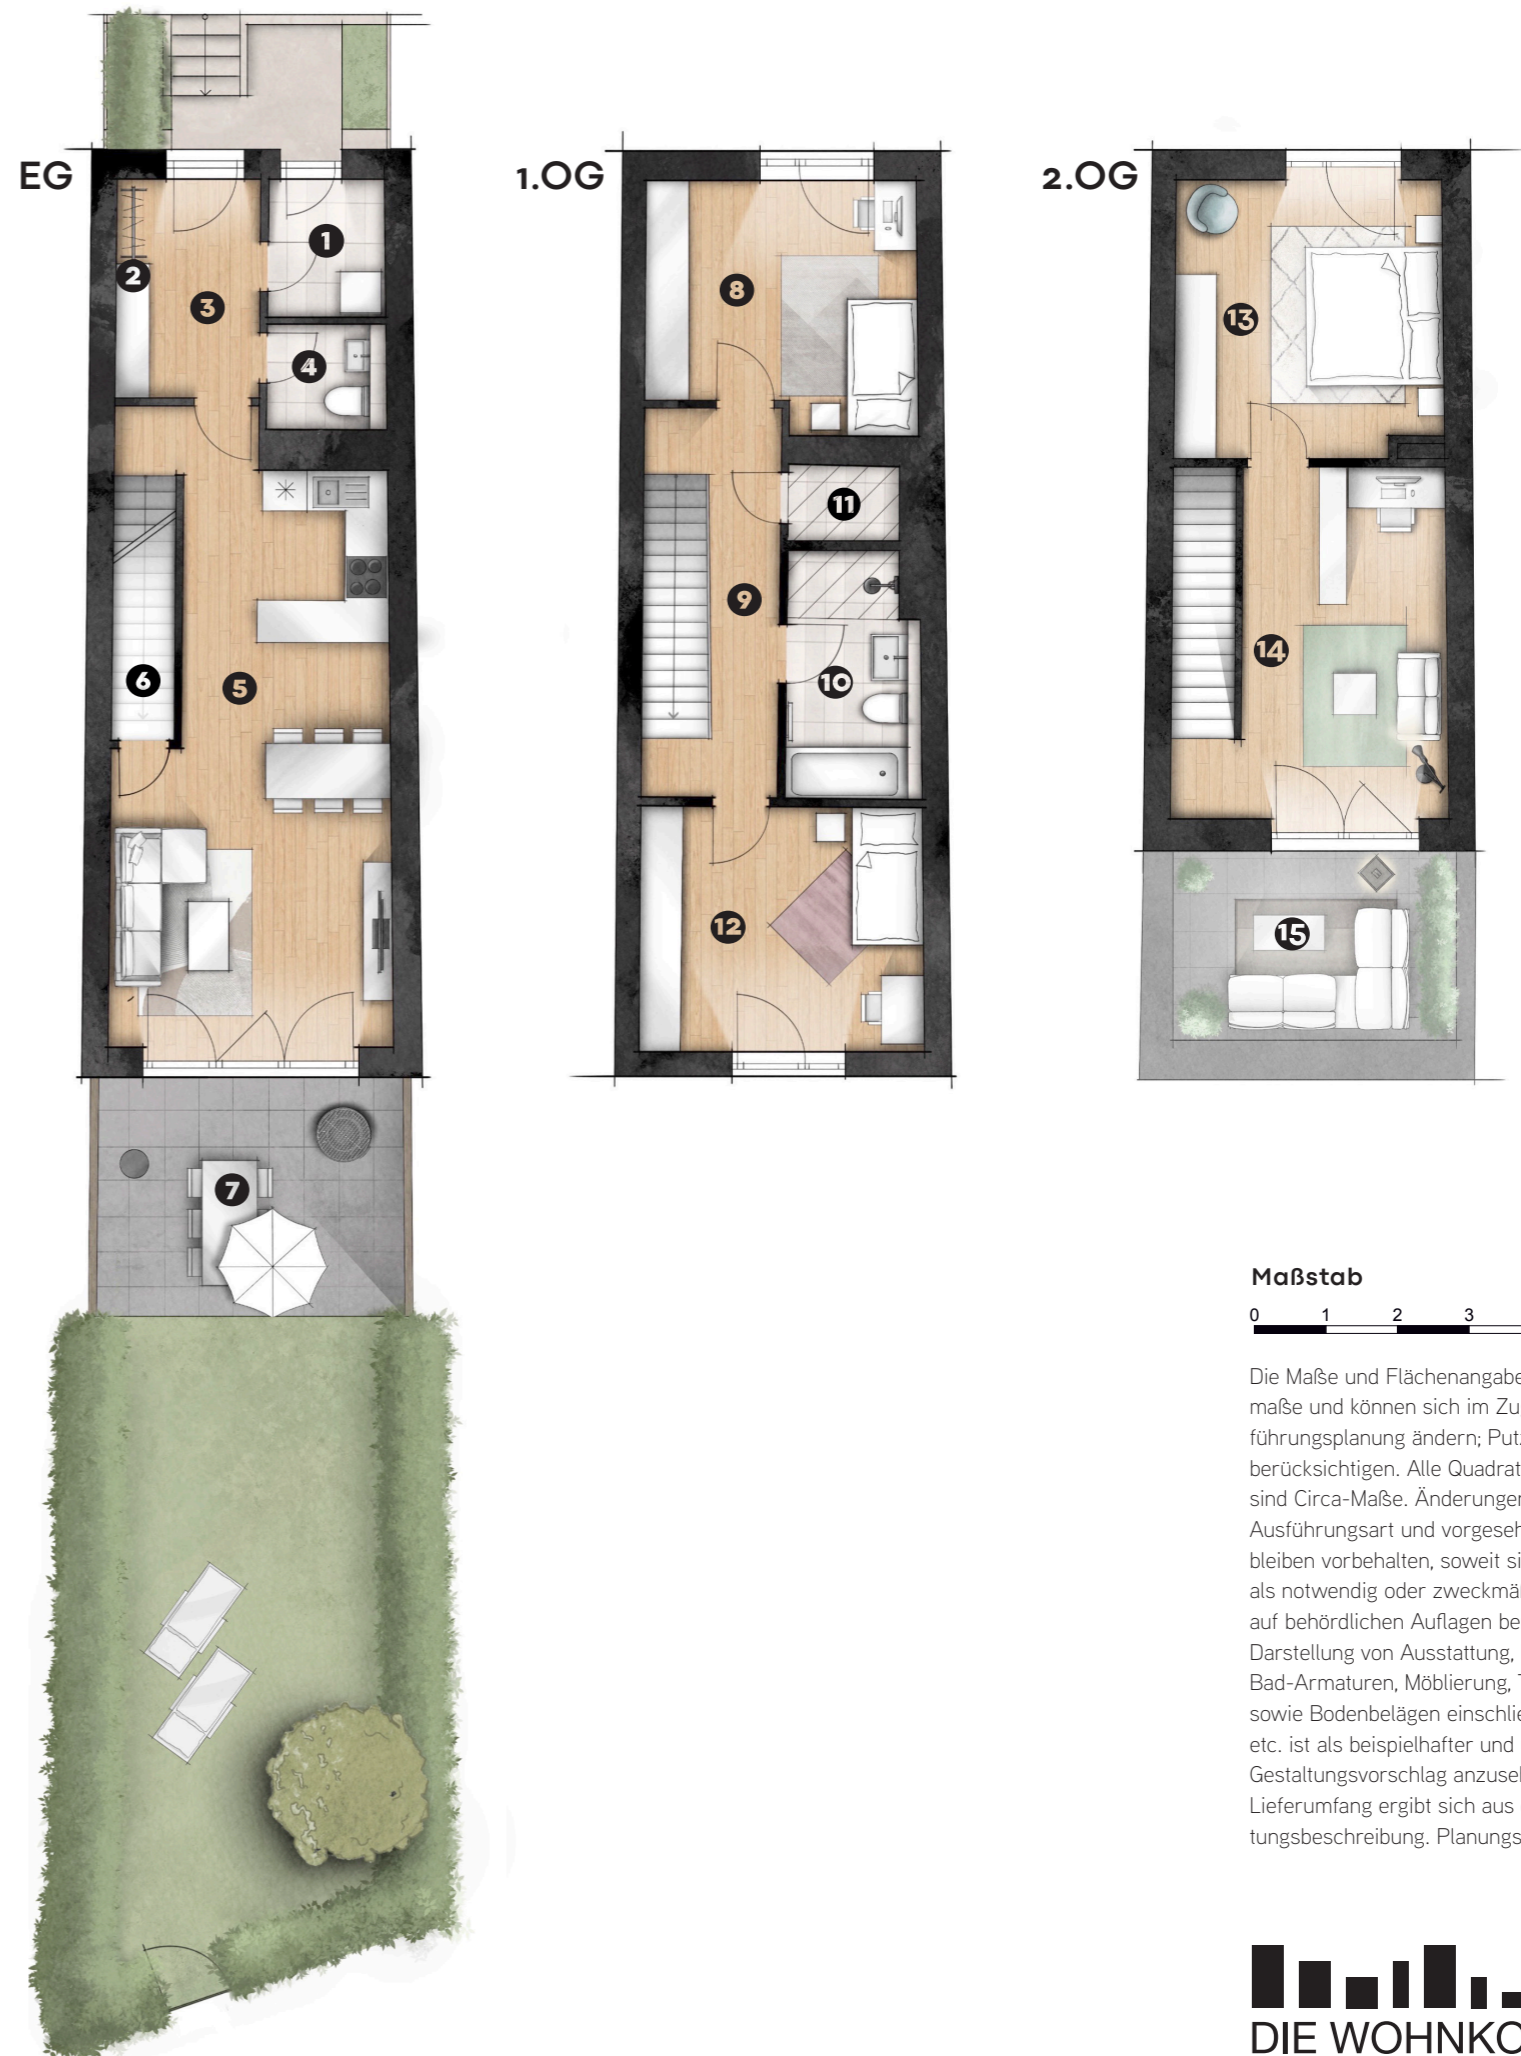 EG
1.OG
2.OG
1
2
3
4
5
6
7
8
11
9
10
12
13
14
15
Maßstab
0 1 2 3
Die Maße und Flächenangabe
maße und können sich im Zu
führungsplanung ändern; Put
berücksichtigen. Alle Quadrat
sind Circa-Maße. Änderungen
Ausführungsart und vorgeseh
bleiben vorbehalten, soweit si
als notwendig oder zweckmä
auf behördlichen Auflagen be
Darstellung von Ausstattung,
Bad-Armaturen, Möblierung, T
sowie Bodenbelägen einschlie
etc. ist als beispielhafter und
Gestaltungsvorschlag anzuse
Lieferumfang ergibt sich aus
tungsbeschreibung. Planungs
DIE WOHNKO